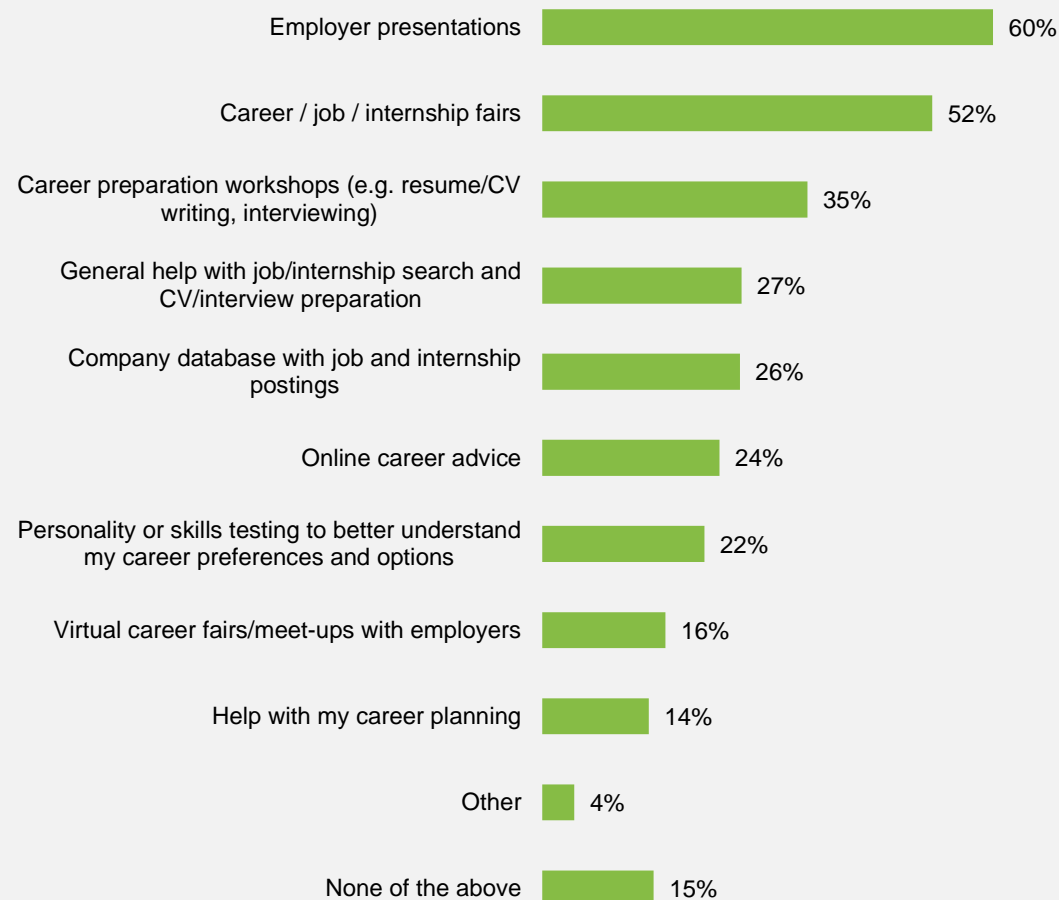 Employer presentations 60%
Career / job / internship fairs 52%
Career preparation workshops (e.g. resume/CV
writing, interviewing) 35%
General help with job/internship search and
CV/interview preparation 27%
Company database with job and internship
postings 26%
Online career advice 24%
Personality or skills testing to better understand
my career preferences and options 22%
Virtual career fairs/meet-ups with employers 16%
Help with my career planning 14%
Other 4%
None of the above 15%